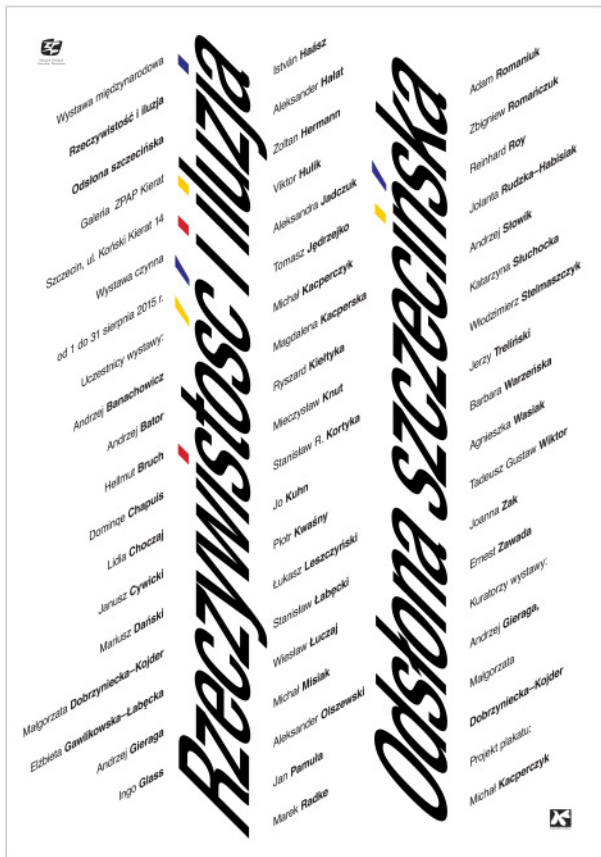 Wystawa międzynarodowa
Rzeczywistość i iluzja
Odsłona szczecińska
Galeria ZPAP Kierat
Szczecin, ul. Koński Kierat 14
Wystawa czynna
od 1 do 31 sierpnia 2015 r.
Uczestnicy wystawy:
Andrzej Banachowicz
Andrzej Bator
Hellmut Bruch
Dominqe Chapuis
Lidia Choczaj
Janusz Cywicki
Mariusz Dański
Małgorzata Dobrzyniecka–Kojder
Elżbieta Gawlikowska–Łabęcka
Andrzej Gieraga
Ingo Glass
Rzeczywistość i iluzja
István Haász
Aleksander Hałat
Zoltan Hermann
Viktor Hulik
Aleksandra Jadczuk
Tomasz Jędrzejko
Michał Kacperczyk
Magdalena Kacperska
Ryszard Kiełtyka
Mieczysław Knut
Stanisław R. Kortyka
Jo Kuhn
Piotr Kwaśny
Łukasz Leszczyński
Stanisław Łabęcki
Wiesław Łuczaj
Michał Misiak
Aleksander Olszewski
Jan Pamuła
Marek Radke
Odsłona szczecińska
Adam Romaniuk
Zbigniew Romańczuk
Reinhard Roy
Jolanta Rudzka–Habisiak
Andrzej Słowik
Katarzyna Słuchocka
Włodzimierz Stelmaszczyk
Jerzy Treliński
Barbara Warzeńska
Agnieszka Wasiak
Tadeusz Gustaw Wiktor
Joanna Zak
Ernest Zawada
Kuratorzy wystawy:
Andrzej Gieraga,
Małgorzata
Dobrzyniecka–Kojder
Projekt plakatu:
Michał Kacperczyk